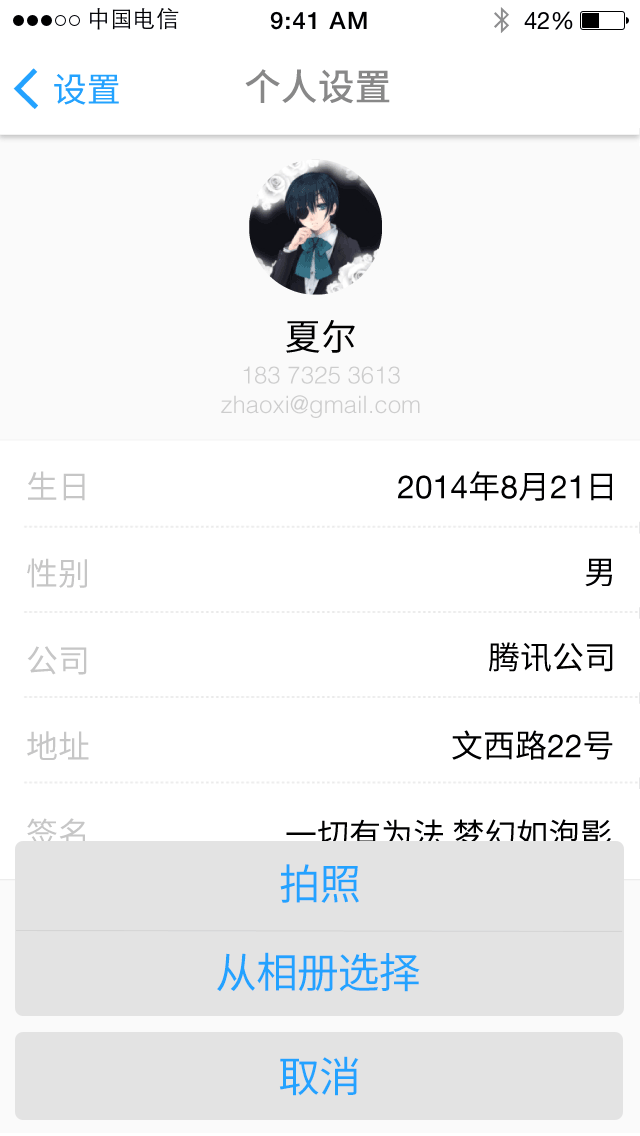 中国电信 9:41 AM 42%
设置 个人设置
夏尔
183 7325 3613
zhaoxi@gmail.com
生日 2014年8月21日
性别 男
公司 腾讯公司
地址 文西路22号
签名 一切有为法 梦幻如泡影
拍照
从相册选择
取消